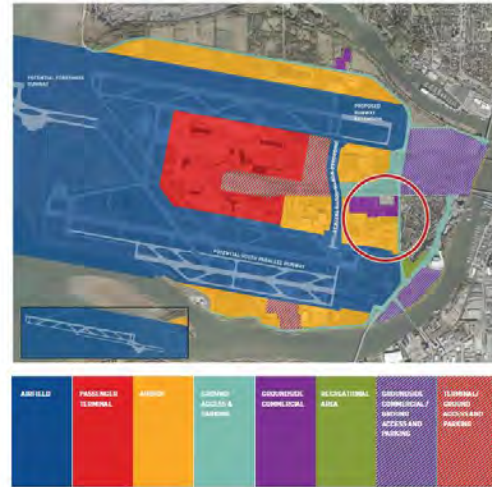 POTENTIAL FORESHORE
RUNWAY
PROPOSED
RUNWAY
EXTENSION
POTENTIAL SOUTH PARALLEL RUNWAY
AIRFIELD
PASSENGER
TERMINAL
AIRSIDE
GROUND
ACCESS &
PARKING
GROUNDSIDE
COMMERCIAL
RECREATIONAL
AREA
GROUNDSIDE
COMMERCIAL /
GROUND
ACCESS AND
PARKING
TERMINAL/
GROUND
ACCESS AND
PARKING